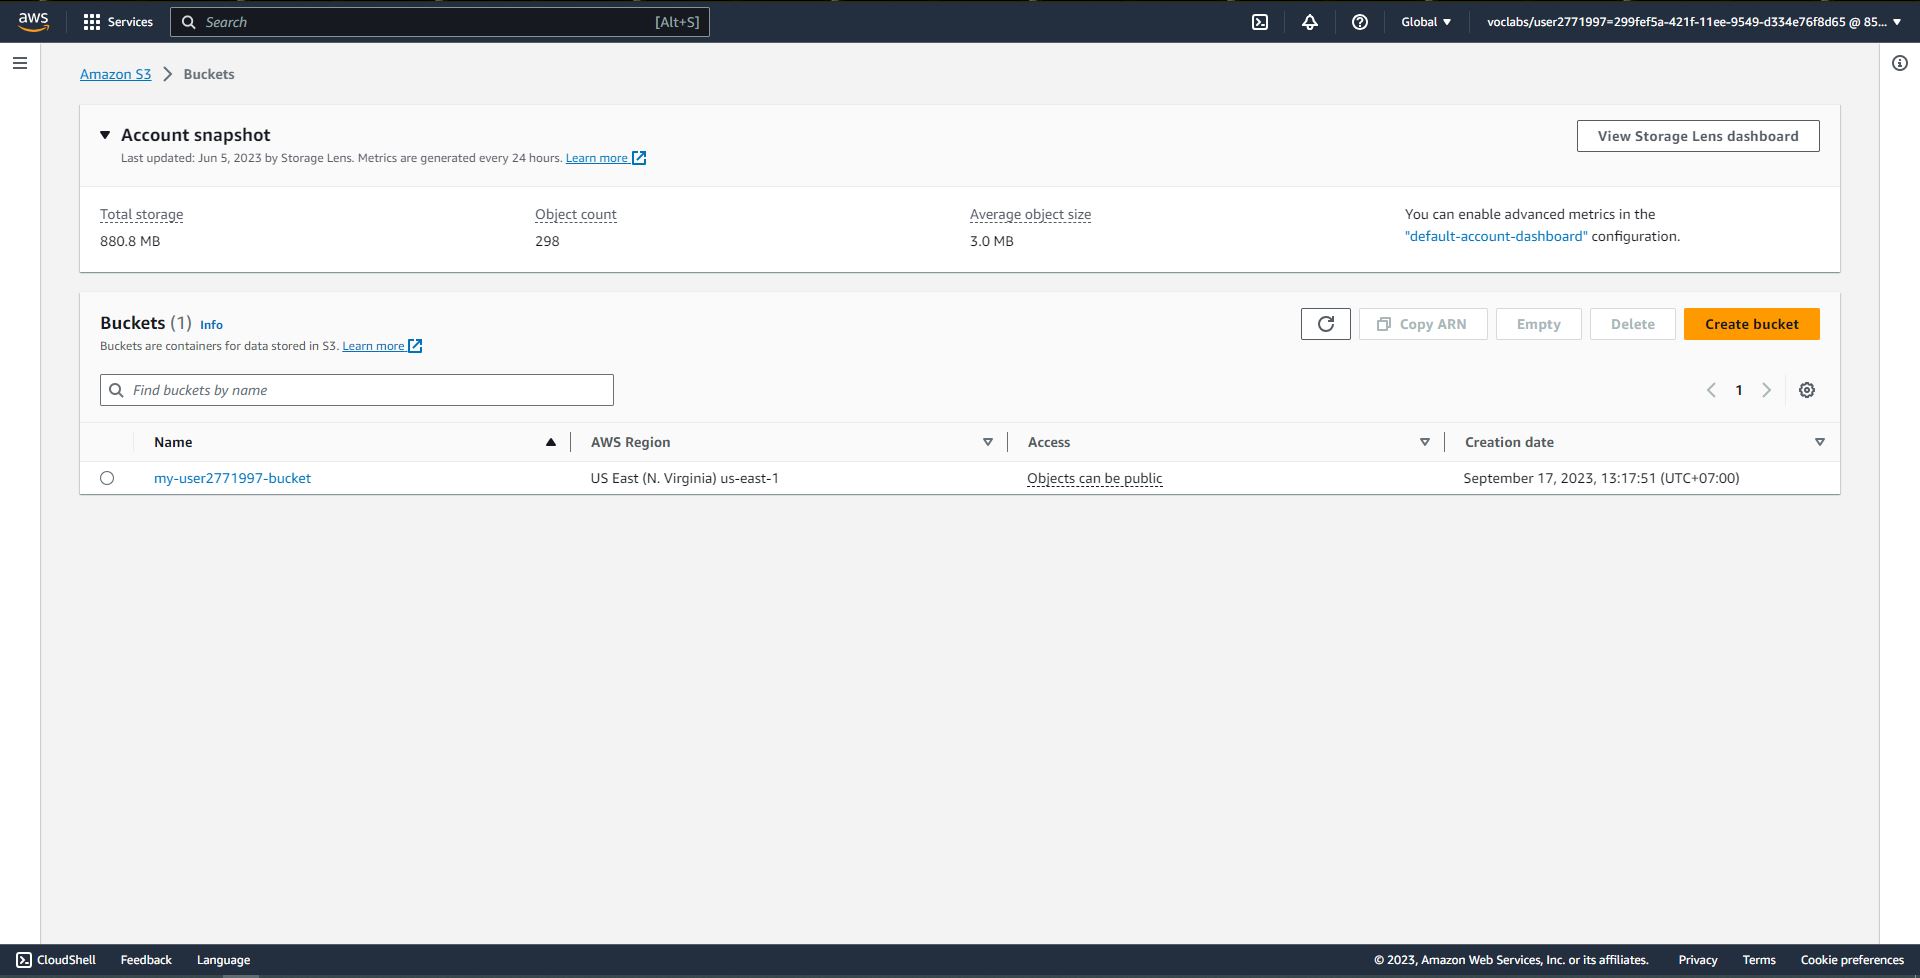 aws Services Search [Alt+S] Global voclabs/user2771997=299fef5a-421f-11ee-9549-d334e76f8d65 @ 85...
Amazon S3 Buckets
Account snapshot
View Storage Lens dashboard
Last updated: Jun 5, 2023 by Storage Lens. Metrics are generated every 24 hours. Learn more
Total storage
880.8 MB
Object count
298
Average object size
3.0 MB
You can enable advanced metrics in the
"default-account-dashboard" configuration.
Buckets (1) Info
Buckets are containers for data stored in S3. Learn more
Copy ARN Empty Delete Create bucket
Find buckets by name
1
Name AWS Region Access Creation date
my-user2771997-bucket US East (N. Virginia) us-east-1 Objects can be public September 17, 2023, 13:17:51 (UTC+07:00)
CloudShell Feedback Language © 2023, Amazon Web Services, Inc. or its affiliates. Privacy Terms Cookie preferences